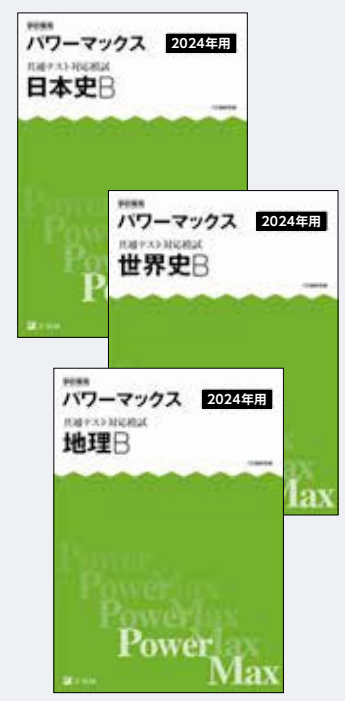 学校専用
パワーマックス 2024年用
共通テスト対応模試
日本史B
Power
Power
Power
P
学校専用
パワーマックス 2024年用
共通テスト対応模試
世界史B
Max
学校専用
パワーマックス 2024年用
共通テスト対応模試
地理B
Power
PowerMax
PowerMax
PowerMax
Max
Z-KAI